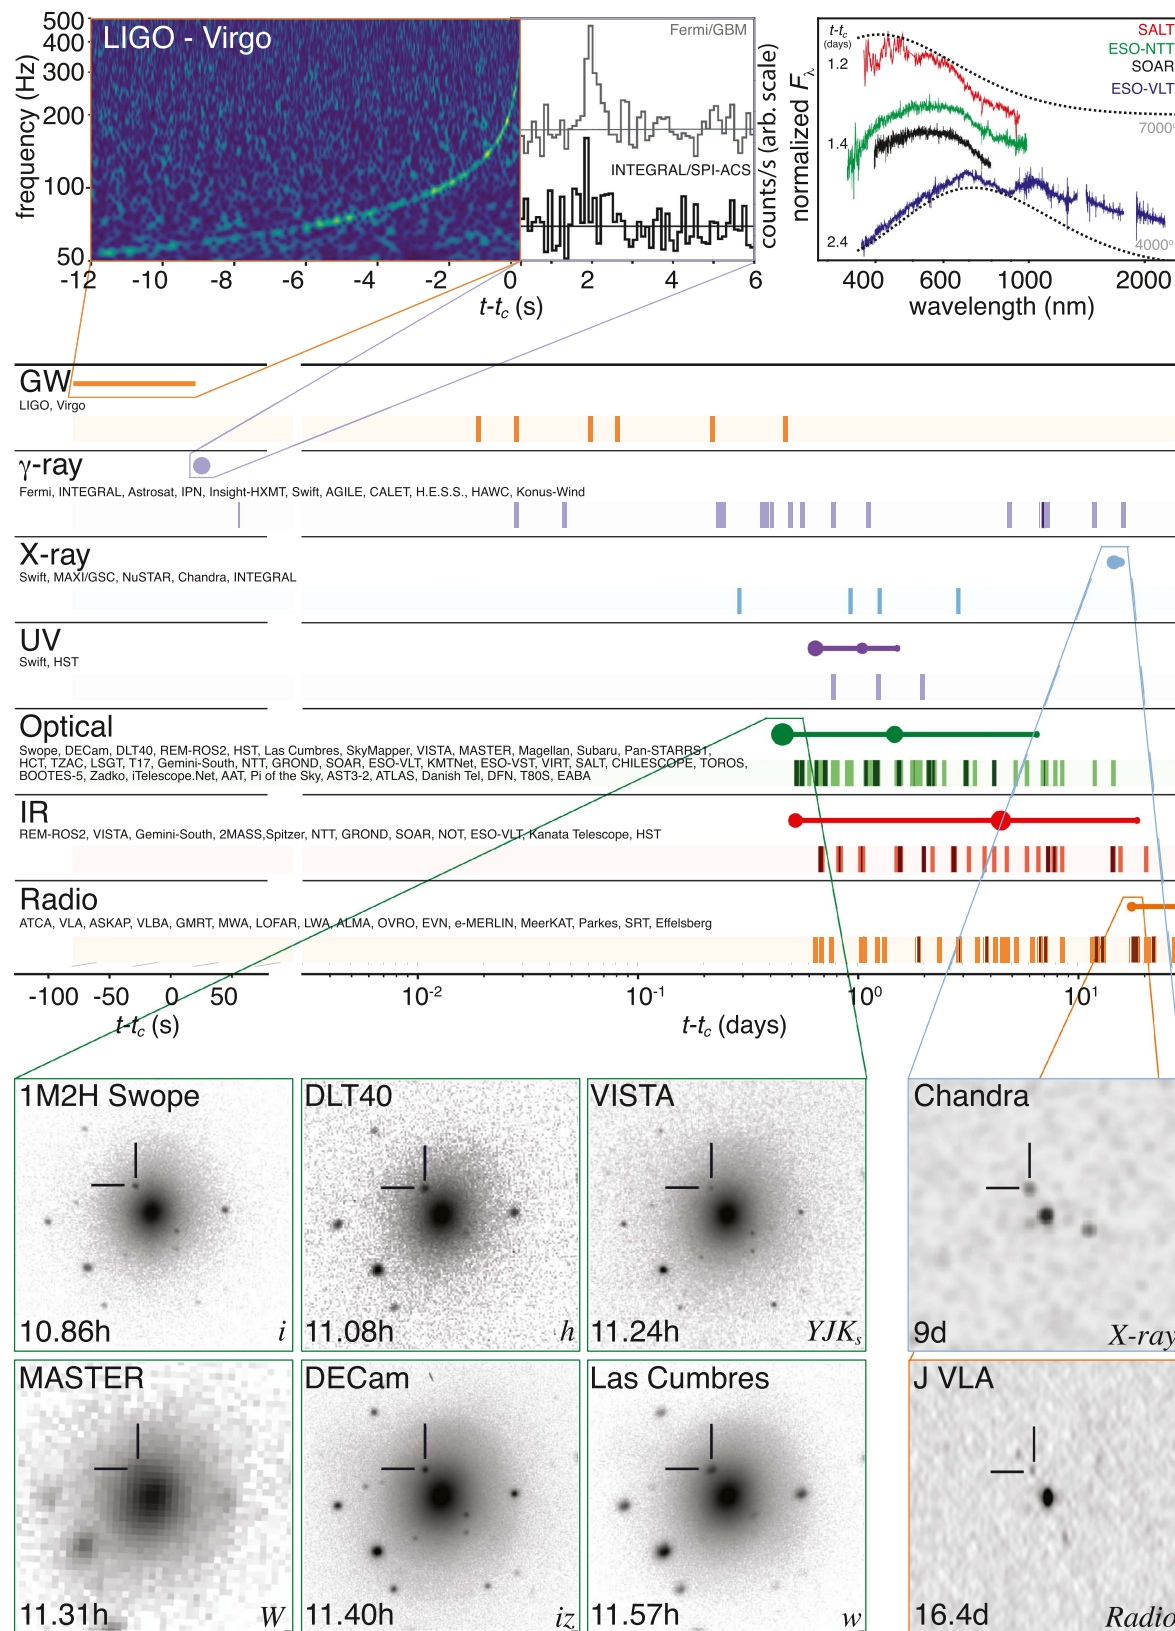 LIGO - Virgo
frequency (Hz)
500
400
300
200
100
50
-12 -10 -8 -6 -4 -2 0 2 4 6
t-tc (s)
Fermi/GBM
INTEGRAL/SPI-ACS
counts/s (arb. scale)
normalized Fλ
t-tc
(days)
1.2
1.4
2.4
SALT
ESO-NTT
SOAR
ESO-VLT
7000°
4000°
400 600 1000 2000
wavelength (nm)
GW
LIGO, Virgo
γ-ray
Fermi, INTEGRAL, Astrosat, IPN, Insight-HXMT, Swift, AGILE, CALET, H.E.S.S., HAWC, Konus-Wind
X-ray
Swift, MAXI/GSC, NuSTAR, Chandra, INTEGRAL
UV
Swift, HST
Optical
Swope, DECam, DLT40, REM-ROS2, HST, Las Cumbres, SkyMapper, VISTA, MASTER, Magellan, Subaru, Pan-STARRS1,
HCT, TZAC, LSGT, T17, Gemini-South, NTT, GROND, SOAR, ESO-VLT, KMTNet, ESO-VST, VIRT, SALT, CHILESCOPE, TOROS,
BOOTES-5, Zadko, iTelescope.Net, AAT, Pi of the Sky, AST3-2, ATLAS, Danish Tel, DFN, T80S, EABA
IR
REM-ROS2, VISTA, Gemini-South, 2MASS,Spitzer, NTT, GROND, SOAR, NOT, ESO-VLT, Kanata Telescope, HST
Radio
ATCA, VLA, ASKAP, VLBA, GMRT, MWA, LOFAR, LWA, ALMA, OVRO, EVN, e-MERLIN, MeerKAT, Parkes, SRT, Effelsberg
-100 -50 0 50 10⁻² 10⁻¹ 10⁰ 10¹
t-tc (s) t-tc (days)
1M2H Swope
10.86h i
DLT40
11.08h h
VISTA
11.24h YJKs
Chandra
9d X-ray
MASTER
11.31h W
DECam
11.40h iz
Las Cumbres
11.57h w
J VLA
16.4d Radio